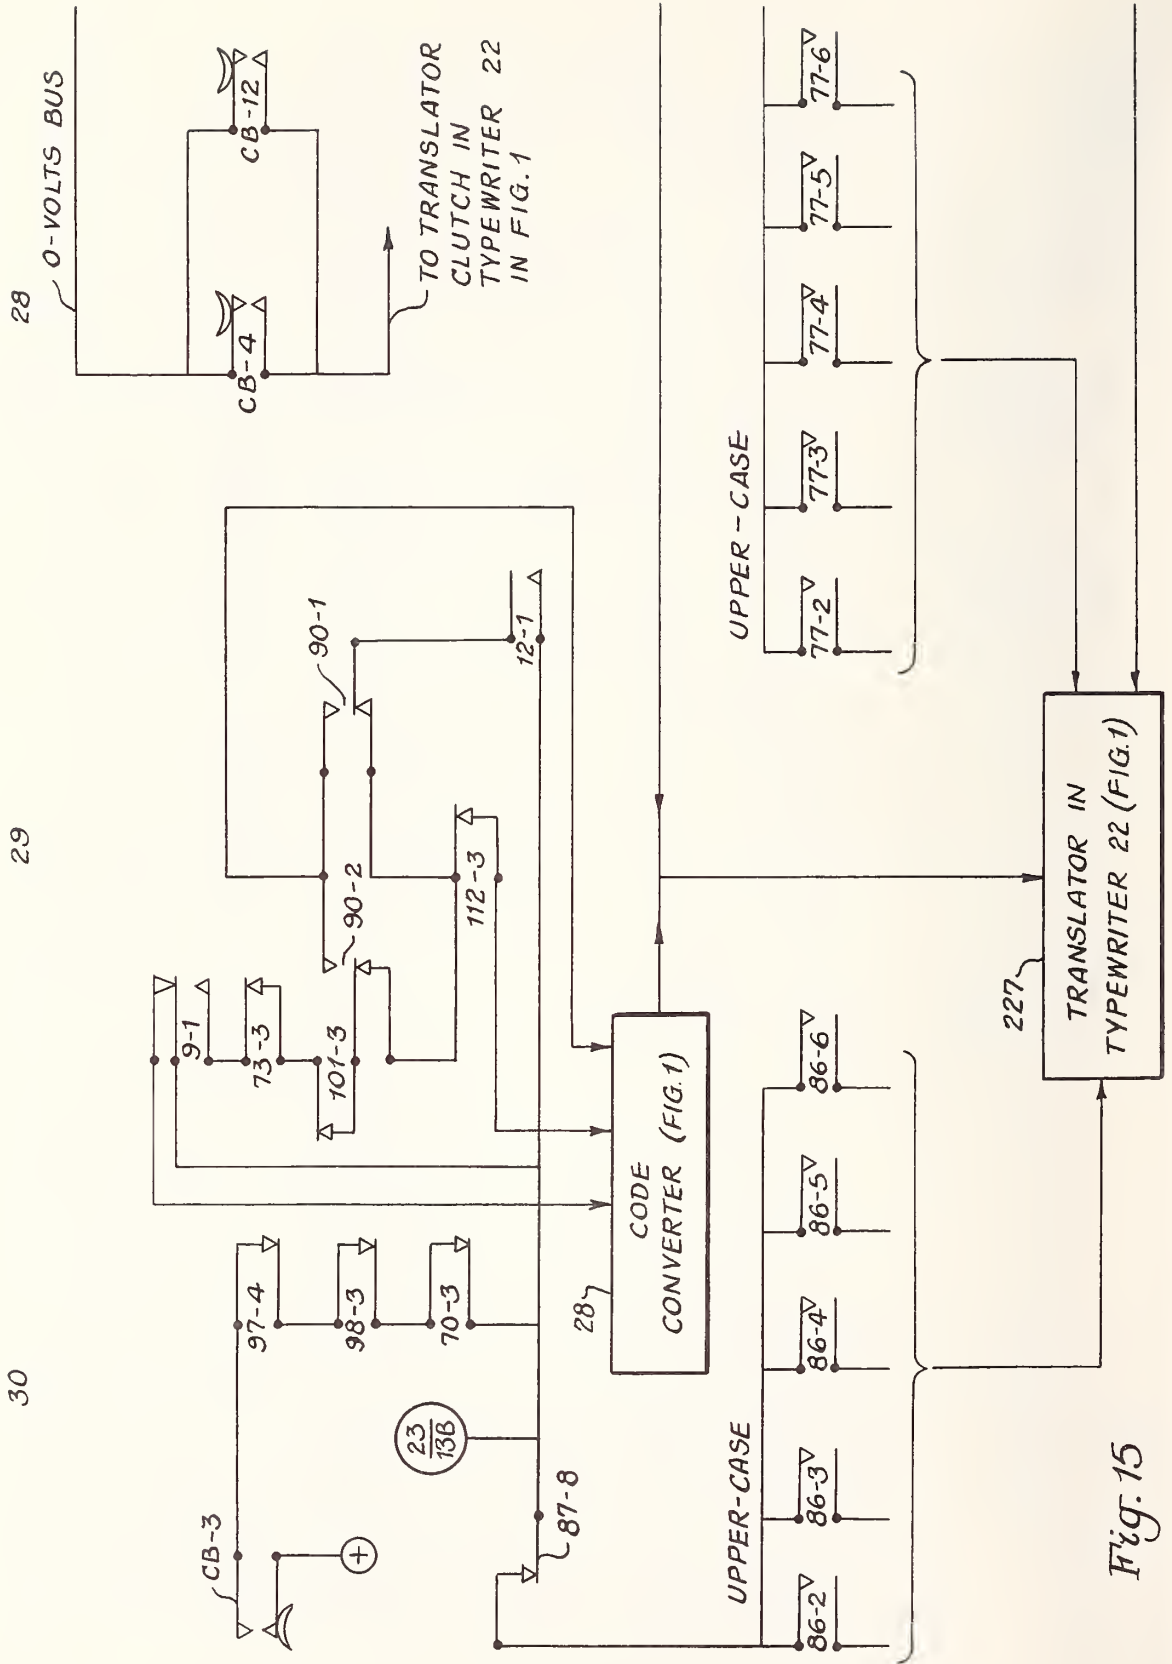 30
29
28
CB-3
+
97-4
98-3
70-3
23
13B
87-8
9-1
73-3
101-3
90-2
90-1
112-3
12-1
O-VOLTS BUS
CB-4
CB-12
TO TRANSLATOR
CLUTCH IN
TYPEWRITER 22
IN FIG.1
28
CODE
CONVERTER (FIG.1)
UPPER-CASE
86-2
86-3
86-4
86-5
86-6
UPPER-CASE
77-2
77-3
77-4
77-5
77-6
227
TRANSLATOR IN
TYPEWRITER 22 (FIG.1)
Fig. 15